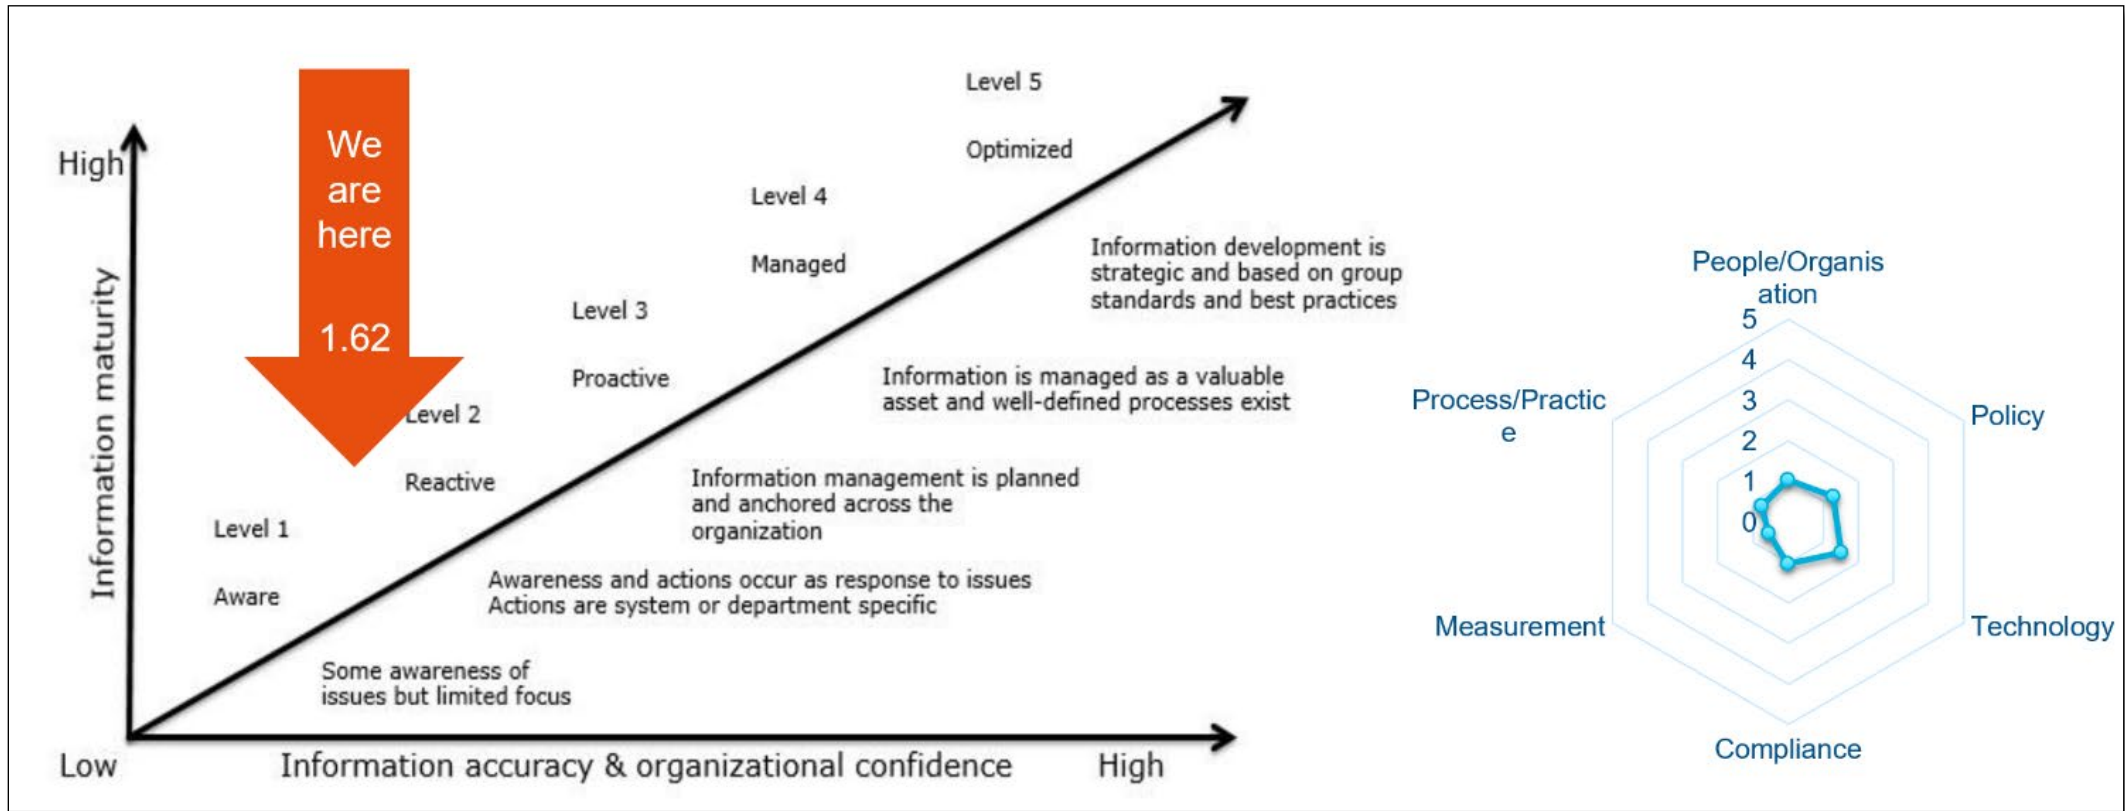 We
are
here
1.62
High
Information maturity
Low
Information accuracy & organizational confidence
High
Level 1
Aware
Level 2
Reactive
Level 3
Proactive
Level 4
Managed
Level 5
Optimized
Some awareness of
issues but limited focus
Awareness and actions occur as response to issues
Actions are system or department specific
Information management is planned
and anchored across the
organization
Information is managed as a valuable
asset and well-defined processes exist
Information development is
strategic and based on group
standards and best practices
People/Organis
ation
5
4
3
2
1
0
Policy
Technology
Compliance
Measurement
Process/Practic
e